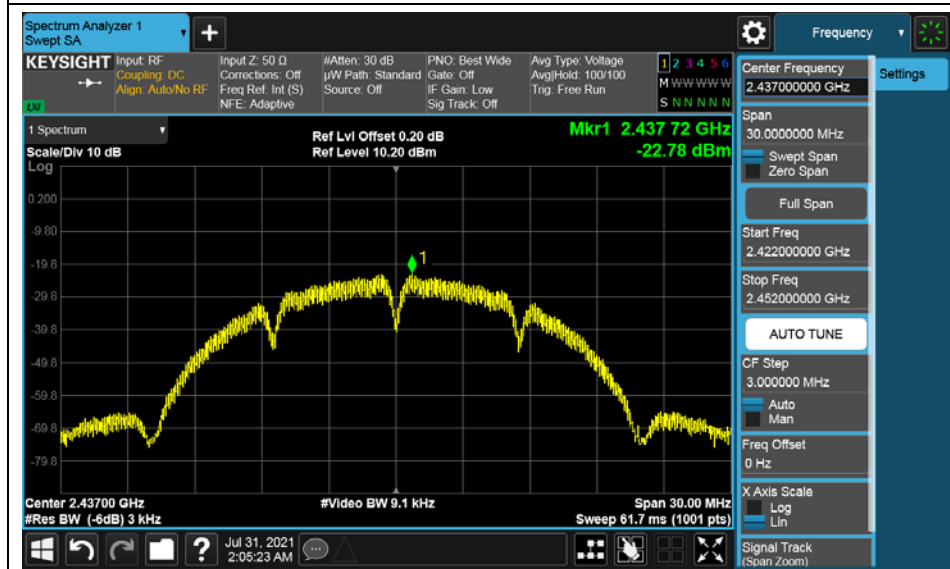 Spectrum Analyzer 1
Swept SA
Frequency
KEYSIGHT
LXI
Input: RF
Coupling: DC
Align: Auto/No RF
Input Z: 50 Ω
Corrections: Off
Freq Ref: Int (S)
NFE: Adaptive
#Atten: 30 dB
µW Path: Standard
Source: Off
PNO: Best Wide
Gate: Off
IF Gain: Low
Sig Track: Off
Avg Type: Voltage
Avg|Hold: 100/100
Trig: Free Run
1 2 3 4 5 6
M W W W W W
S N N N N N
1 Spectrum
Scale/Div 10 dB
Log
Ref Lvl Offset 0.20 dB
Ref Level 10.20 dBm
Mkr1 2.437 72 GHz
-22.78 dBm
0.200
-9.80
-19.8
-29.8
-39.8
-49.8
-59.8
-69.8
-79.8
1
Center 2.43700 GHz
#Res BW (-6dB) 3 kHz
#Video BW 9.1 kHz
Span 30.00 MHz
Sweep 61.7 ms (1001 pts)
Center Frequency
2.437000000 GHz
Span
30.0000000 MHz
Swept Span
Zero Span
Full Span
Start Freq
2.422000000 GHz
Stop Freq
2.452000000 GHz
AUTO TUNE
CF Step
3.000000 MHz
Auto
Man
Freq Offset
0 Hz
X Axis Scale
Log
Lin
Signal Track
(Span Zoom)
Settings
?
Jul 31, 2021
2:05:23 AM